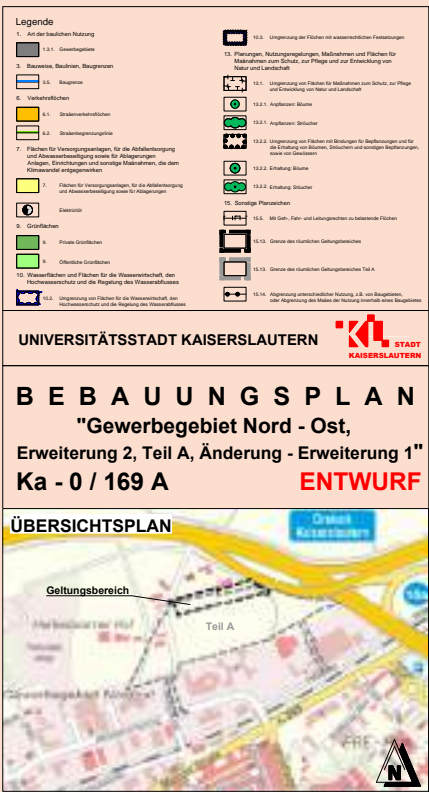 Legende
1. Art der baulichen Nutzung
1.3.1. Gewerbegebiete
3. Bauweise, Baulinien, Baugrenzen
3.5. Baugrenze
6. Verkehrsflächen
6.1. Straßenverkehrsflächen
6.2. Straßenbegrenzungslinie
7. Flächen für Versorgungsanlagen, für die Abfallentsorgung
und Abwasserbeseitigung sowie für Ablagerungen
Anlagen, Einrichtungen und sonstige Maßnahmen, die dem
Klimawandel entgegenwirken
7. Flächen für Versorgungsanlagen, für die Abfallentsorgung
und Abwasserbeseitigung sowie für Ablagerungen
Elektrizität
9. Grünflächen
9. Private Grünflächen
9. Öffentliche Grünflächen
10. Wasserflächen und Flächen für die Wasserwirtschaft, den
Hochwasserschutz und die Regelung des Wasserabflusses
10.2. Umgrenzung von Flächen für die Wasserwirtschaft, den
Hochwasserschutz und die Regelung des Wasserabflusses
10.3. Umgrenzung der Flächen mit wasserrechtlichen Festsetzungen
13. Planungen, Nutzungsregelungen, Maßnahmen und Flächen für
Maßnahmen zum Schutz, zur Pflege und zur Entwicklung von
Natur und Landschaft
13.1. Umgrenzung von Flächen für Maßnahmen zum Schutz, zur Pflege
und Entwicklung von Natur und Landschaft
13.2.1. Anpflanzen: Bäume
13.2.1. Anpflanzen: Sträucher
13.2.2. Umgrenzung von Flächen mit Bindungen für Bepflanzungen und für
die Erhaltung von Bäumen, Sträuchern und sonstigen Bepflanzungen,
sowie von Gewässern
13.2.2. Erhaltung: Bäume
13.2.2. Erhaltung: Sträucher
15. Sonstige Planzeichen
15.5. Mit Geh-, Fahr- und Leitungsrechten zu belastende Flächen
15.13. Grenze des räumlichen Geltungsbereiches
15.13. Grenze des räumlichen Geltungsbereiches Teil A
15.14. Abgrenzung unterschiedlicher Nutzung, z.B. von Baugebieten,
oder Abgrenzung des Maßes der Nutzung innerhalb eines Baugebietes
UNIVERSITÄTSSTADT KAISERSLAUTERN
KL STADT
KAISERSLAUTERN
BEBAUUNGSPLAN
"Gewerbegebiet Nord - Ost,
Erweiterung 2, Teil A, Änderung - Erweiterung 1"
Ka - 0 / 169 A ENTWURF
ÜBERSICHTSPLAN
Geltungsbereich
Teil A
N